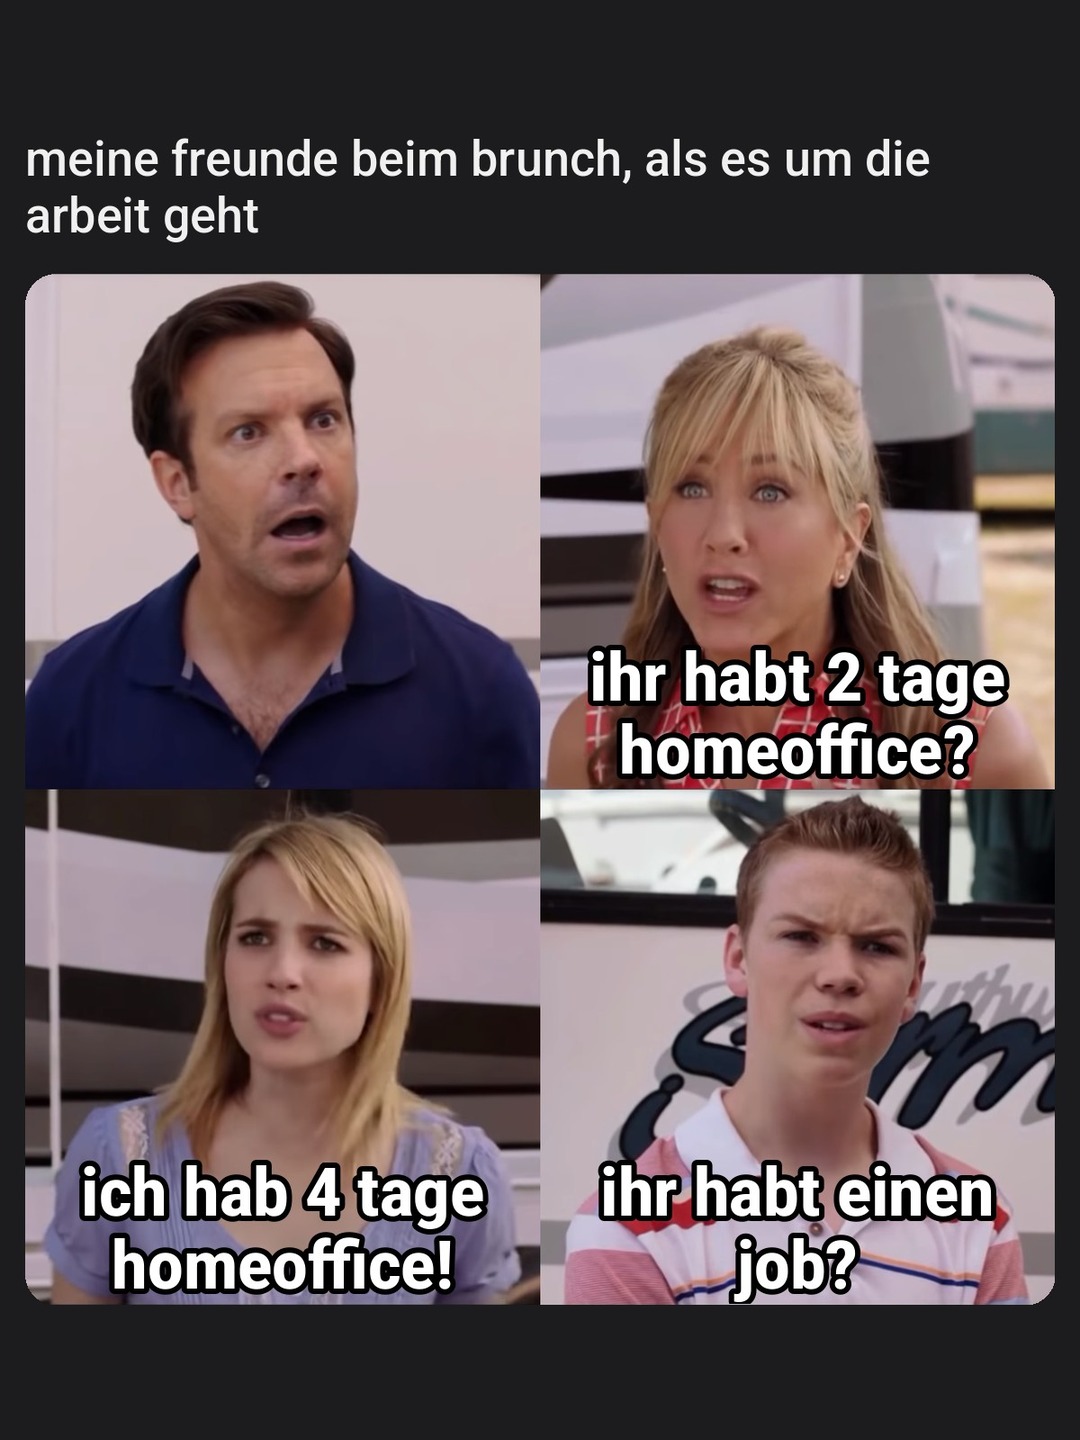 meine freunde beim brunch, als es um die
arbeit geht
ihr habt 2 tage
homeoffice?
ich hab 4 tage
homeoffice!
ihr habt einen
job?